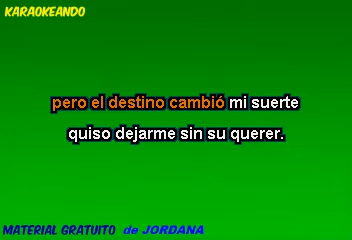 KARAOKEANDO
pero el destino cambió mi suerte
quiso dejarme sin su querer.
MATERIAL GRATUITO de JORDANA